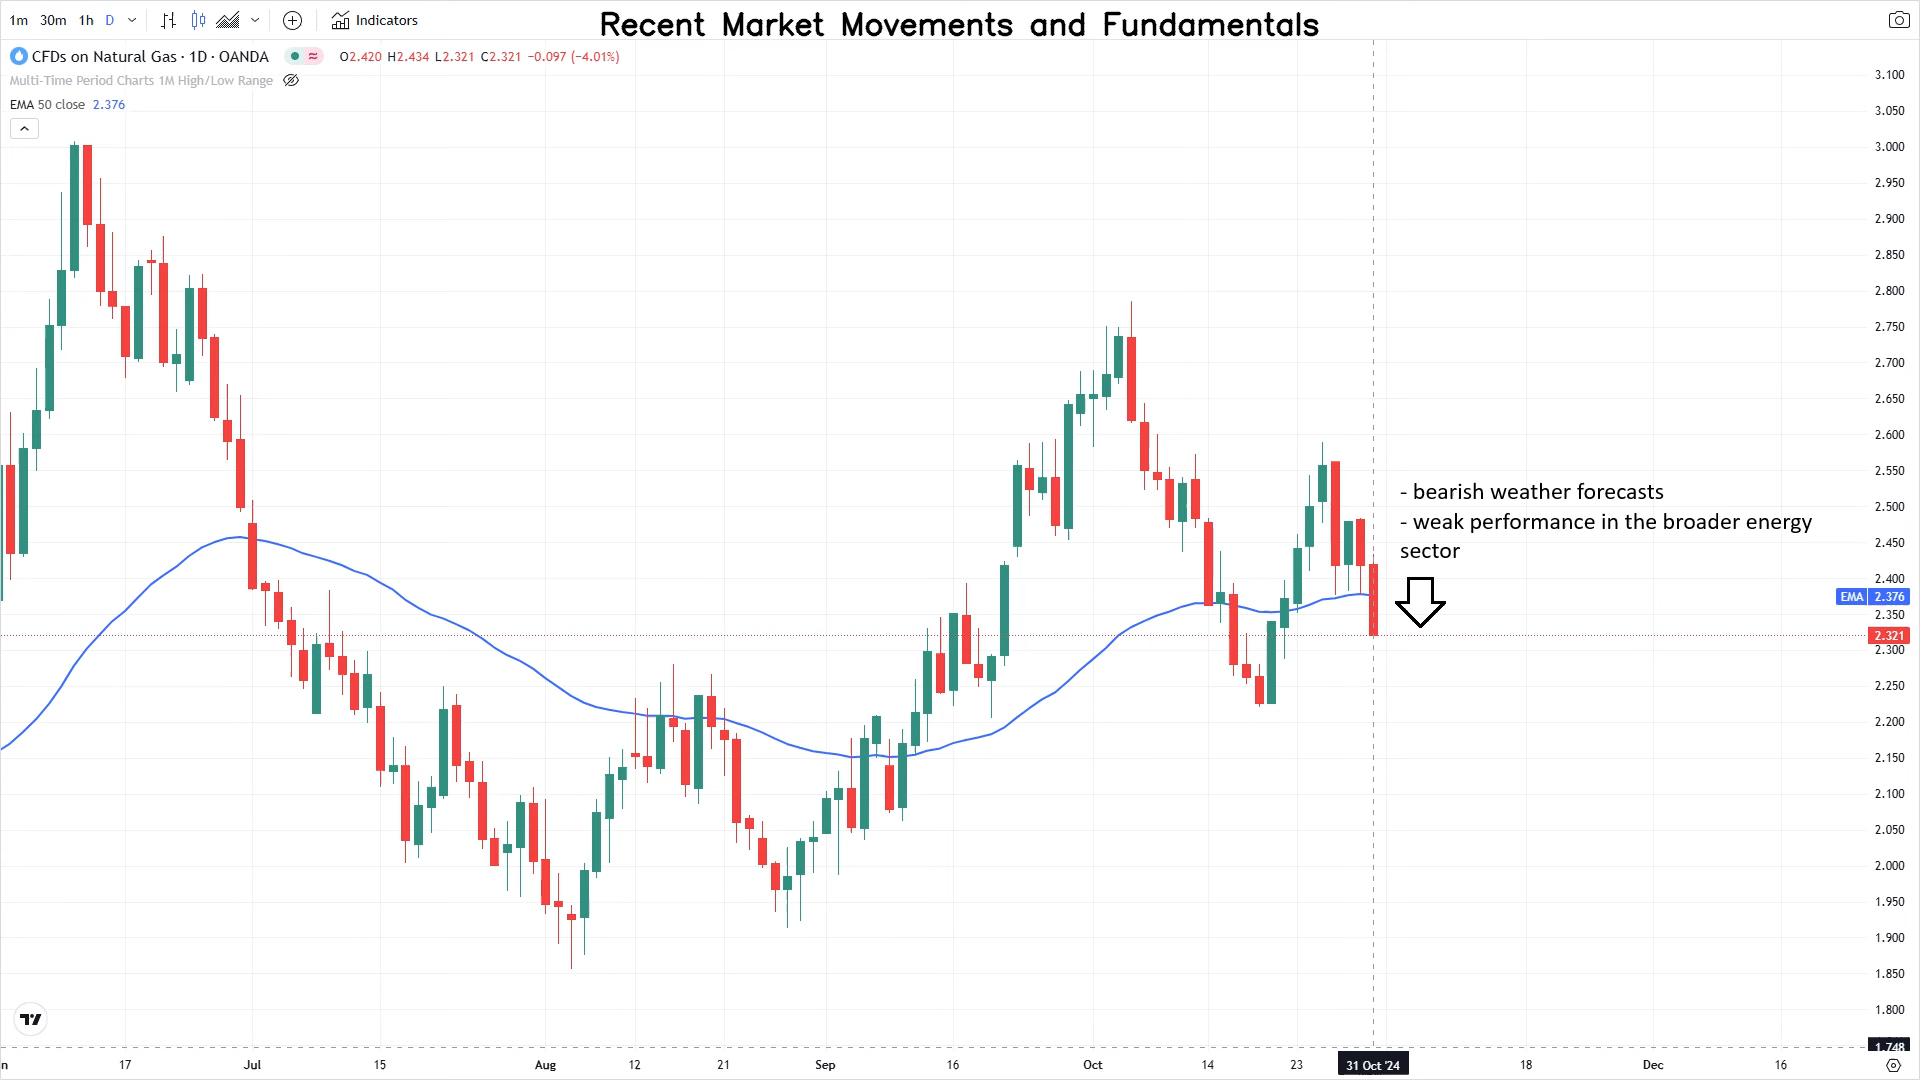 1m 30m 1h D Indicators
Recent Market Movements and Fundamentals
CFDs on Natural Gas · 1D · OANDA O2.420 H2.434 L2.321 C2.321 −0.097 (−4.01%)
Multi-Time Period Charts 1M High/Low Range
EMA 50 close 2.376
- bearish weather forecasts
- weak performance in the broader energy
sector
3.100
3.050
3.000
2.950
2.900
2.850
2.800
2.750
2.700
2.650
2.600
2.550
2.500
2.450
2.400
EMA 2.376
2.350
2.321
2.300
2.250
2.200
2.150
2.100
2.050
2.000
1.950
1.900
1.850
1.800
1.748
n 17 Jul 15 Aug 12 21 Sep 16 Oct 14 23 31 Oct '24 18 Dec 16